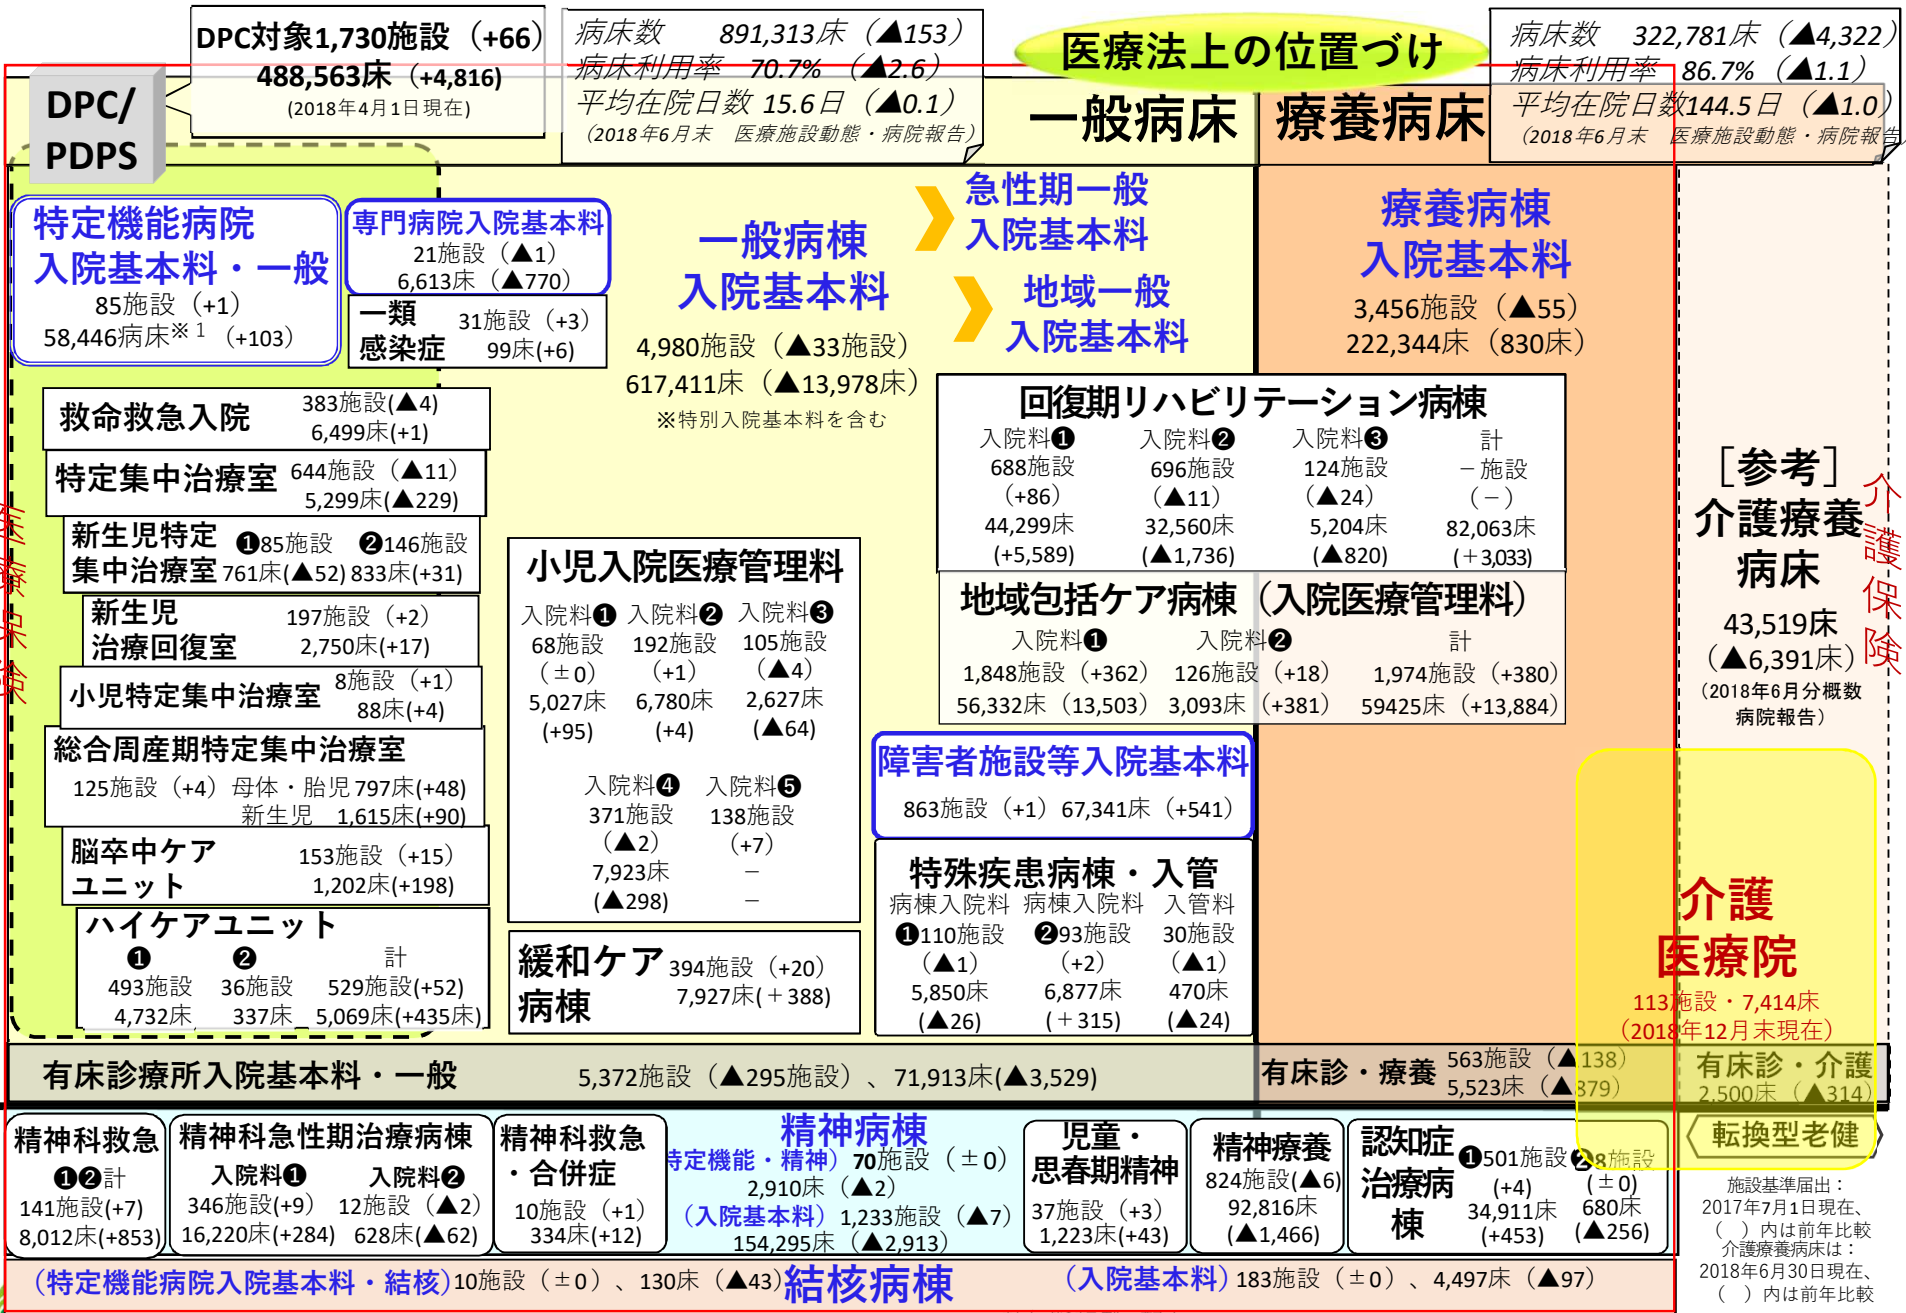 DPC対象1,730施設（+66）
488,563床（+4,816）
(2018年4月1日現在)
病床数　891,313床（▲153）
病床利用率　70.7%　（▲2.6）
平均在院日数 15.6日（▲0.1）
（2018年6月末　医療施設動態・病院報告）
医療法上の位置づけ
病床数　322,781床（▲4,322）
病床利用率　86.7%　（▲1.1）
平均在院日数144.5日（▲1.0）
（2018年6月末　医療施設動態・病院報告）
DPC/
PDPS
一般病床
療養病床
特定機能病院
入院基本料・一般
85施設（+1）
58,446病床※１（+103）
専門病院入院基本料
21施設（▲1）
6,613床（▲770）
一類
感染症
31施設（+3）
99床(+6)
一般病棟
入院基本料
4,980施設（▲33施設）
617,411床（▲13,978床）
※特別入院基本料を含む
急性期一般
入院基本料
地域一般
入院基本料
療養病棟
入院基本料
3,456施設（▲55）
222,344床（830床）
救命救急入院
383施設(▲4)
6,499床(+1)
特定集中治療室
644施設（▲11）
5,299床(▲229)
新生児特定
集中治療室
❶85施設　❷146施設
761床(▲52) 833床(+31)
新生児
治療回復室
197施設（+2）
2,750床(+17)
小児特定集中治療室
8施設（+1）
88床(+4)
総合周産期特定集中治療室
125施設（+4）母体・胎児 797床(+48)
新生児　1,615床(+90)
脳卒中ケア
ユニット
153施設（+15）
1,202床(+198)
ハイケアユニット
❶　❷　計
493施設　36施設　529施設(+52)
4,732床　337床　5,069床(+435床)
小児入院医療管理料
入院料❶　入院料❷　入院料❸
68施設　192施設　105施設
（±0）　（+1）　（▲4）
5,027床　6,780床　2,627床
(+95)　(+4)　(▲64)
入院料❹　入院料❺
371施設　138施設
（▲2）　（+7）
7,923床　－
(▲298)　－
緩和ケア
病棟
394施設（+20）
7,927床(＋388)
回復期リハビリテーション病棟
入院料❶　入院料❷　入院料❸　計
688施設　696施設　124施設　－施設
（+86）　（▲11）　（▲24）　（－）
44,299床　32,560床　5,204床　82,063床
(+5,589)　(▲1,736)　(▲820)　(＋3,033)
地域包括ケア病棟（入院医療管理料）
入院料❶　入院料❷　計
1,848施設（+362）　126施設（+18）　1,974施設（+380）
56,332床（13,503）　3,093床（+381）　59425床（+13,884）
障害者施設等入院基本料
863施設（+1）67,341床（+541）
特殊疾患病棟・入管
病棟入院料　病棟入院料　入管料
❶110施設　❷93施設　30施設
（▲1）　（+2）　（▲1）
5,850床　6,877床　470床
(▲26)　(＋315)　(▲24)
［参考］
介護療養
病床
43,519床
（▲6,391床）
（2018年6月分概数
病院報告）
介護保険
医療保険
介護
医療院
113施設・7,414床
（2018年12月末現在）
有床診療所入院基本料・一般
5,372施設（▲295施設）、71,913床(▲3,529)
有床診・療養
563施設（▲138）
5,523床（▲879）
有床診・介護
2,500床（▲314）
転換型老健
精神科救急
❶❷計
141施設(+7)
8,012床(+853)
精神科急性期治療病棟
入院料❶　入院料❷
346施設(+9)　12施設（▲2）
16,220床(+284)　628床(▲62)
精神科救急
・合併症
10施設（+1）
334床(+12)
精神病棟
特定機能・精神）70施設（±0）
2,910床（▲2）
（入院基本料）1,233施設（▲7）
154,295床（▲2,913）
児童・
思春期精神
37施設（+3）
1,223床(+43)
精神療養
824施設(▲6)
92,816床
(▲1,466)
認知症
治療病
棟
❶501施設　❷8施設
(+4)　（±0）
34,911床　680床
(+453)　(▲256)
施設基準届出：
2017年7月1日現在、
（　）内は前年比較
介護療養病床は：
2018年6月30日現在、
（　）内は前年比較
（特定機能病院入院基本料・結核）10施設（±0）、130床（▲43）
結核病棟
（入院基本料）183施設（±0）、4,497床（▲97）